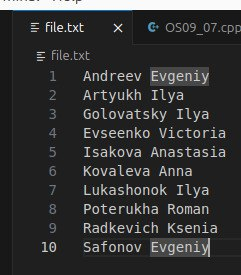 file.txt
OS09_07.cpp
file.txt
1 Andreev Evgeniy
2 Artyukh Ilya
3 Golovatsky Ilya
4 Evseenko Victoria
5 Isakova Anastasia
6 Kovaleva Anna
7 Lukashonok Ilya
8 Poterukha Roman
9 Radkevich Ksenia
10 Safonov Evgeniy